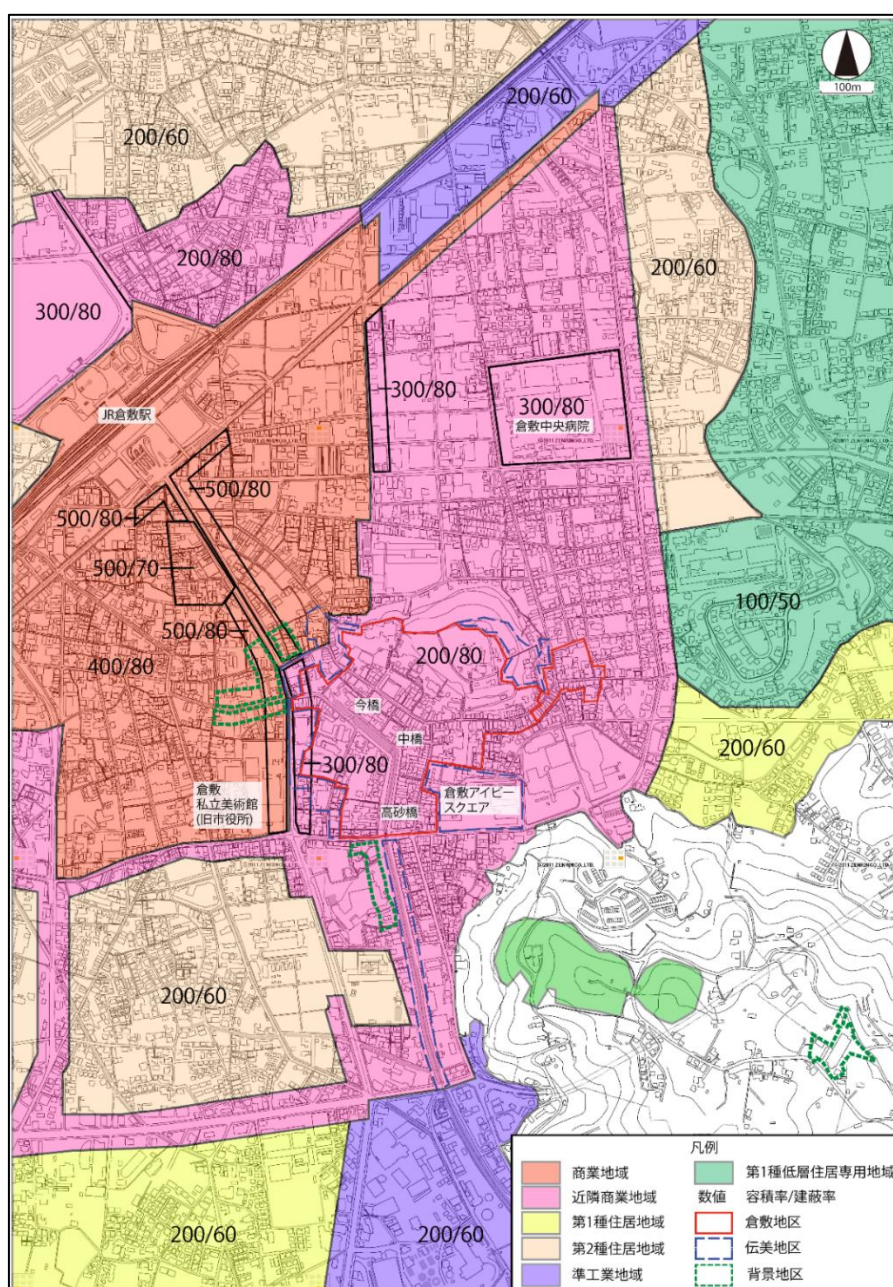 100m
200/60
200/60
200/80
200/60
300/80
JR倉敷駅
300/80
300/80
倉敷中央病院
500/80
500/80
500/70
500/80
100/50
400/80
200/80
今橋
中橋
200/60
300/80
倉敷
私立美術館
(旧市役所)
高砂橋
倉敷アイビー
スクエア
200/60
200/60
200/60
凡例
商業地域
近隣商業地域
第1種住居地域
第2種住居地域
準工業地域
第1種低層住居専用地域
数値 容積率/建蔽率
倉敷地区
伝美地区
背景地区